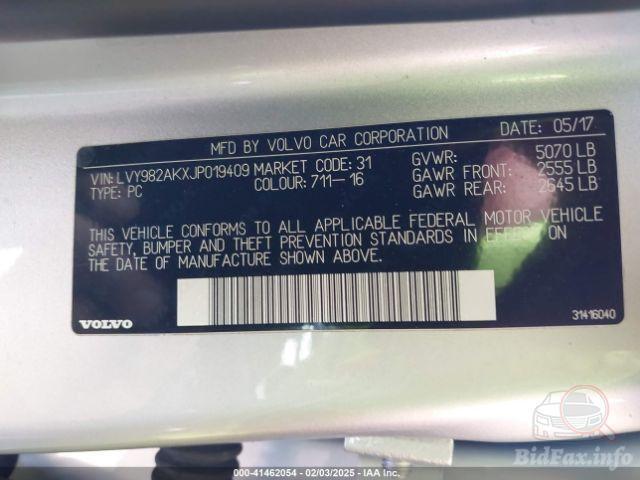 MFD BY VOLVO CAR CORPORATION DATE: 05/17
VIN: LVY982AKXJP019409 MARKET CODE: 31 GVWR: 5070 LB
TYPE: PC COLOUR: 711-16 GAWR FRONT: 2555 LB
GAWR REAR: 2645 LB
THIS VEHICLE CONFORMS TO ALL APPLICABLE FEDERAL MOTOR VEHICLE
SAFETY, BUMPER AND THEFT PREVENTION STANDARDS IN EFFECT ON
THE DATE OF MANUFACTURE SHOWN ABOVE.
VOLVO 31416040
000-41462054 - 02/03/2025 - IAA Inc.
BidFax.info